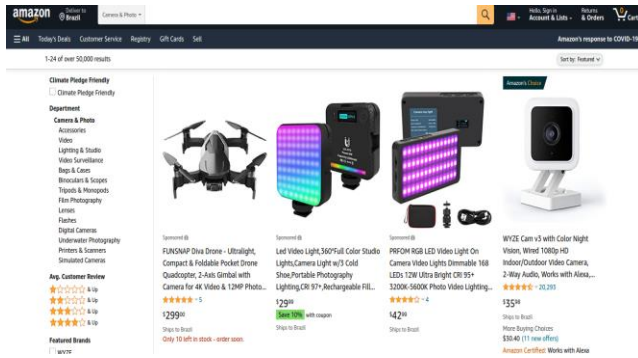 amazon
Deliver to
Brazil
Camera & Photo
Hello, Sign in
Account & Lists
Returns
& Orders
Cart
All
Today's Deals
Customer Service
Registry
Gift Cards
Sell
Amazon's response to COVID-19
1-24 of over 50,000 results
Sort by: Featured
Climate Pledge Friendly
Climate Pledge Friendly
Department
Camera & Photo
Accessories
Video
Lighting & Studio
Video Surveillance
Bags & Cases
Binoculars & Scopes
Tripods & Monopods
Film Photography
Lenses
Flashes
Digital Cameras
Underwater Photography
Printers & Scanners
Simulated Cameras
Avg. Customer Review
& Up
& Up
& Up
& Up
Featured Brands
WYZE
Sponsored
FUNSNAP Diva Drone - Ultralight,
Compact & Foldable Pocket Drone
Quadcopter, 2-Axis Gimbal with
Camera for 4K Video & 12MP Photo...
5
$299
Ships to Brazil
Only 10 left in stock - order soon.
Sponsored
Led Video Light,360°Full Color Studio
Lights,Camera Light w/3 Cold
Shoe,Portable Photography
Lighting,CRI 97+,Rechargeable Fill...
$29
Save 10% with coupon
Ships to Brazil
Sponsored
PRFOM RGB LED Video Light On
Camera Video Lights Dimmable 168
LEDs 12W Ultra Bright CRI 95+
3200K-5600K Photo Video Lighting...
4
$42
Ships to Brazil
Amazon's Choice
WYZE Cam v3 with Color Night
Vision, Wired 1080p HD
Indoor/Outdoor Video Camera,
2-Way Audio, Works with Alexa,...
20,293
$35
Ships to Brazil
More Buying Choices
$30.40 (11 new offers)
Amazon Certified: Works with Alexa